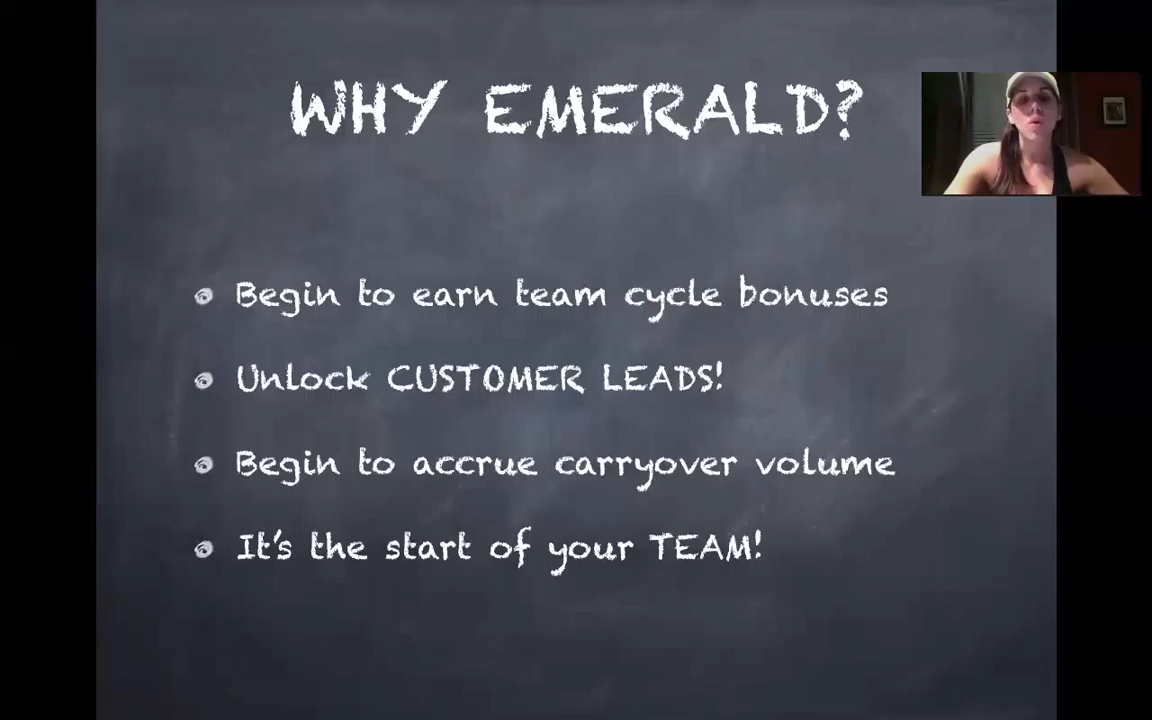 WHY EMERALD?
Begin to earn team cycle bonuses
Unlock CUSTOMER LEADS!
Begin to accrue carryover volume
It's the start of your TEAM!